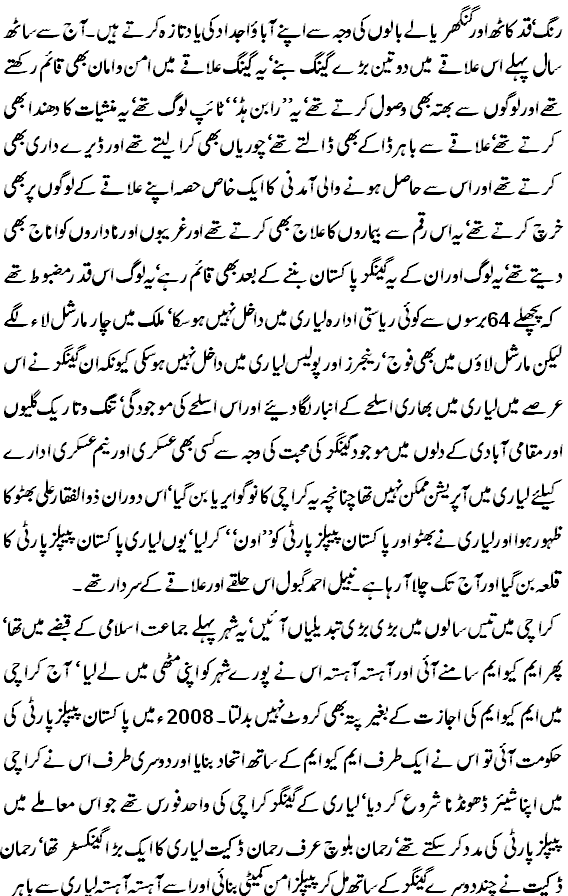 رنگ‘ قد کاٹھ اور گنگھریالے بالوں کی وجہ سے اپنے آباؤ اجداد کی یاد تازہ کرتے ہیں۔ آج سے ساٹھ
سال پہلے اس علاقے میں دو تین بڑے گینگ بنے‘ یہ گینگ علاقے میں امن و امان بھی قائم رکھتے
تھے اور لوگوں سے بھتہ بھی وصول کرتے تھے‘ یہ ’’رابن ہڈ‘‘ ٹائپ لوگ تھے‘ یہ منشیات کا دھندا بھی
کرتے تھے‘ علاقے سے باہر ڈاکے بھی ڈالتے تھے‘ چوریاں بھی کرا لیتے تھے اور ڈیرے داری بھی
کرتے تھے اور اس سے حاصل ہونے والی آمدنی کا ایک خاص حصہ اپنے علاقے کے لوگوں پر بھی
خرچ کرتے تھے‘ یہ اس رقم سے بیماروں کا علاج بھی کرتے تھے اور غریبوں اور ناداروں کو اناج بھی
دیتے تھے‘ یہ لوگ اور ان کے یہ گینگز پاکستان بننے کے بعد بھی قائم رہے‘ یہ لوگ اس قدر مضبوط تھے
کہ پچھلے 64 برسوں سے کوئی ریاستی ادارہ لیاری میں داخل نہیں ہو سکا‘ ملک میں چار مارشل لاء لگے
لیکن مارشل لاؤں میں بھی فوج‘ رینجرز اور پولیس لیاری میں داخل نہیں ہو سکی کیونکہ ان گینگز نے اس
عرصے میں لیاری میں بھاری اسلحے کے انبار لگا دیئے اور اس اسلحے کی موجودگی‘ تنگ و تاریک گلیوں
اور مقامی آبادی کے دلوں میں موجود گینگز کی محبت کی وجہ سے کسی بھی عسکری اور نیم عسکری ادارے
کیلئے لیاری میں آپریشن ممکن نہیں تھا چنانچہ یہ کراچی کا نو گو ایریا بن گیا‘ اس دوران ذوالفقار علی بھٹو کا
ظہور ہوا اور لیاری نے بھٹو اور پاکستان پیپلز پارٹی کو ’’اون‘‘ کر لیا‘ یوں لیاری پاکستان پیپلز پارٹی کا
قلعہ بن گیا اور آج تک چلا آ رہا ہے۔ نبیل احمد گبول اس حلقے اور علاقے کے سردار تھے۔
کراچی میں تیس سالوں میں بڑی بڑی تبدیلیاں آئیں‘ یہ شہر پہلے جماعت اسلامی کے قبضے میں تھا‘
پھر ایم کیو ایم سامنے آئی اور آہستہ آہستہ اس نے پورے شہر کو اپنی مٹھی میں لے لیا‘ آج کراچی
میں ایم کیو ایم کی اجازت کے بغیر پتہ بھی کروٹ نہیں بدلتا۔ 2008ء میں پاکستان پیپلز پارٹی کی
حکومت آئی تو اس نے ایک طرف ایم کیو ایم کے ساتھ اتحاد بنایا اور دوسری طرف اس نے کراچی
میں اپنا شیئر ڈھونڈنا شروع کر دیا‘ لیاری کے گینگز کراچی کی واحد فورس تھے جو اس معاملے میں
پیپلز پارٹی کی مدد کر سکتے تھے‘ رحمان بلوچ عرف رحمان ڈکیت لیاری کا ایک بڑا گینگسٹر تھا‘ رحمان
ڈکیت نے چند دوسرے گینگز کے ساتھ مل کر پیپلز امن کمیٹی بنائی اور اسے آہستہ آہستہ لیاری سے باہر